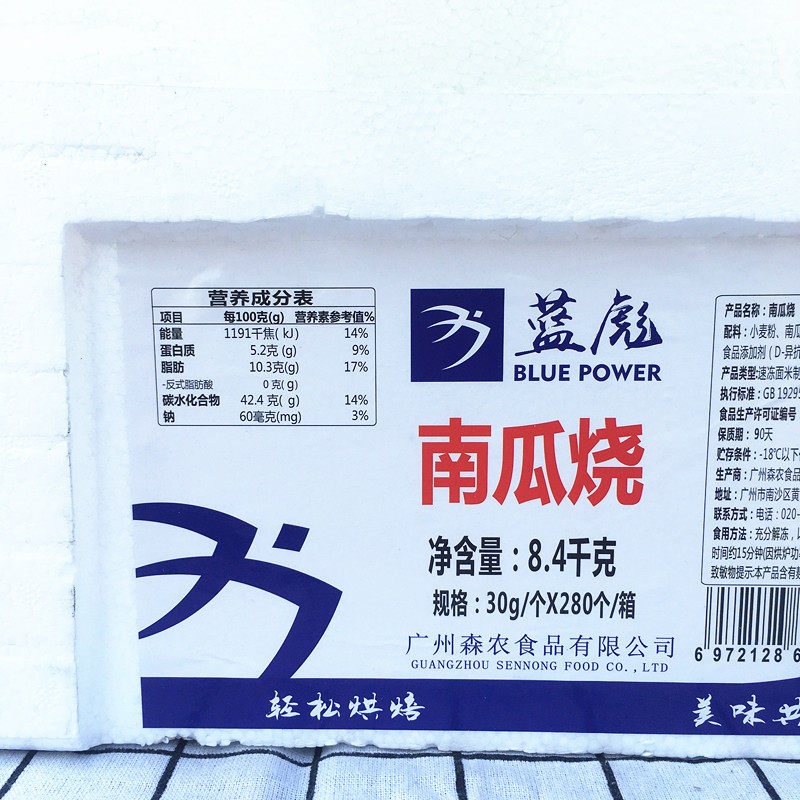 营养成分表
项目 每100克(g) 营养素参考值%
能量 1191千焦( kJ) 14%
蛋白质 5.2克 (g) 9%
脂肪 10.3克(g) 17%
-反式脂肪酸 0 克( g)
碳水化合物 42.4 克( g) 14%
钠 60毫克(mg) 3%
蓝彪
BLUE POWER
南瓜烧
净含量：8.4千克
规格：30g/个X280个/箱
广州森农食品有限公司
GUANGZHOU SENNONG FOOD CO.,LTD
轻松烘焙
美味
产品名称：南瓜烧
配料：小麦粉、南瓜
食品添加剂 ( D-异抗
产品类型:速冻面米制
执行标准：GB 19295
食品生产许可证编号
保质期： 90天
贮存条件：-18℃以下
生产商：广州森农食品
地址：广州市南沙区黄
联系方式：电话：020-
食用方法：充分解冻，
时间约15分钟(因烘炉功
致敏物提示:本产品含有
6 972128 6